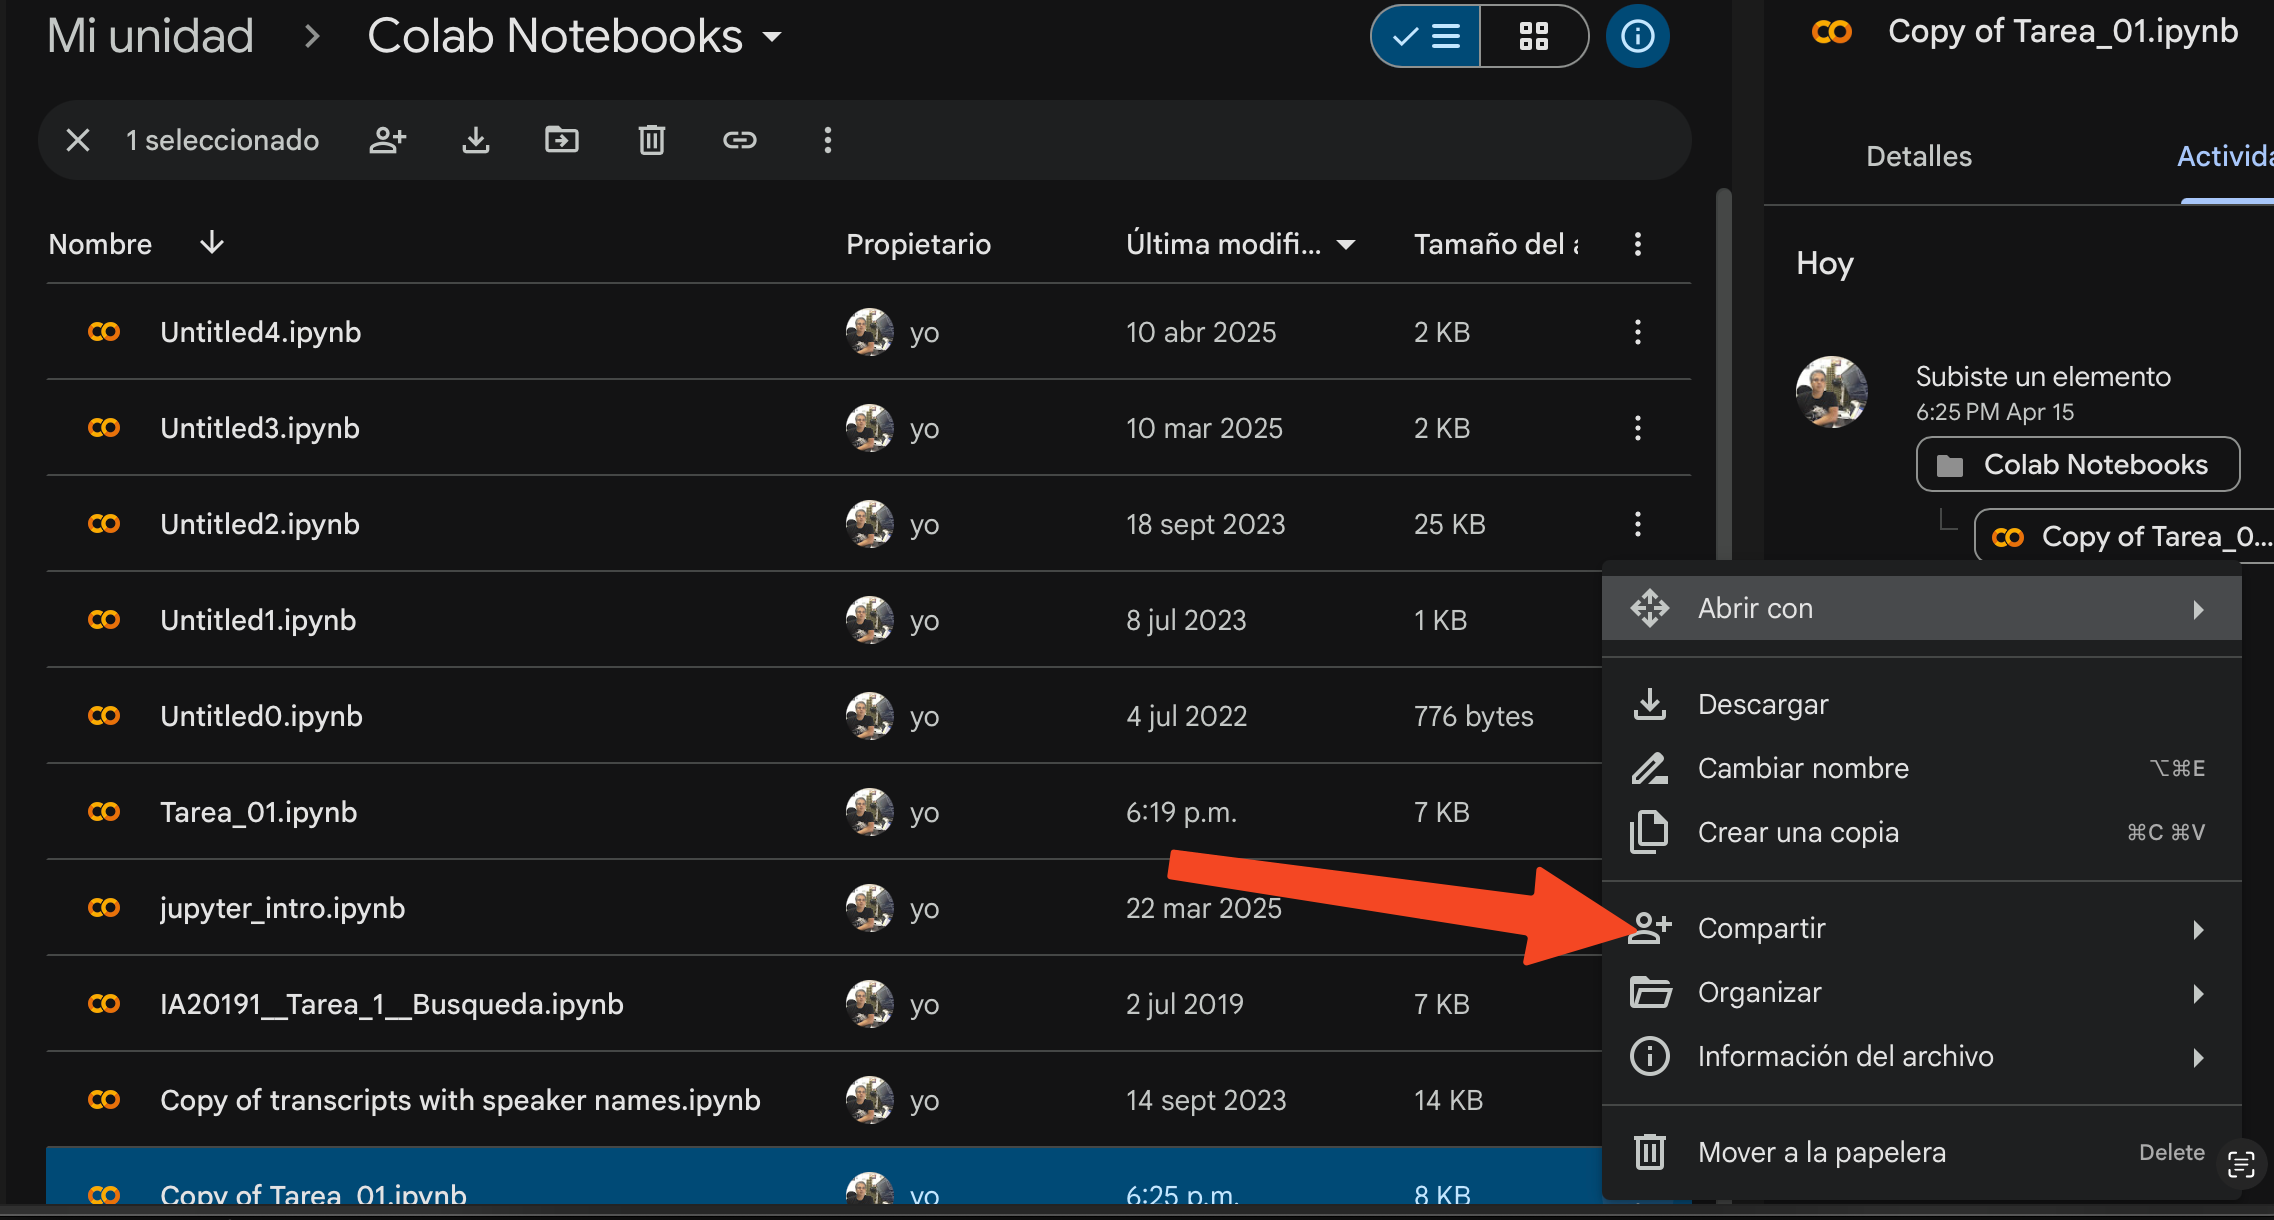 Mi unidad > Colab Notebooks
Copy of Tarea_01.ipynb
1 seleccionado
Detalles
Activida
Nombre Propietario Última modifi... Tamaño del a
Hoy
Untitled4.ipynb yo 10 abr 2025 2 KB
Subiste un elemento
6:25 PM Apr 15
Untitled3.ipynb yo 10 mar 2025 2 KB
Colab Notebooks
Untitled2.ipynb yo 18 sept 2023 25 KB
Copy of Tarea_0...
Untitled1.ipynb yo 8 jul 2023 1 KB
Untitled0.ipynb yo 4 jul 2022 776 bytes
Tarea_01.ipynb yo 6:19 p.m. 7 KB
jupyter_intro.ipynb yo 22 mar 2025
IA20191__Tarea_1__Busqueda.ipynb yo 2 jul 2019 7 KB
Copy of transcripts with speaker names.ipynb yo 14 sept 2023 14 KB
Copy of Tarea_01.ipynb yo 6:25 p.m. 8 KB
Abrir con
Descargar
Cambiar nombre ⌥⌘E
Crear una copia ⌘C ⌘V
Compartir
Organizar
Información del archivo
Mover a la papelera Delete